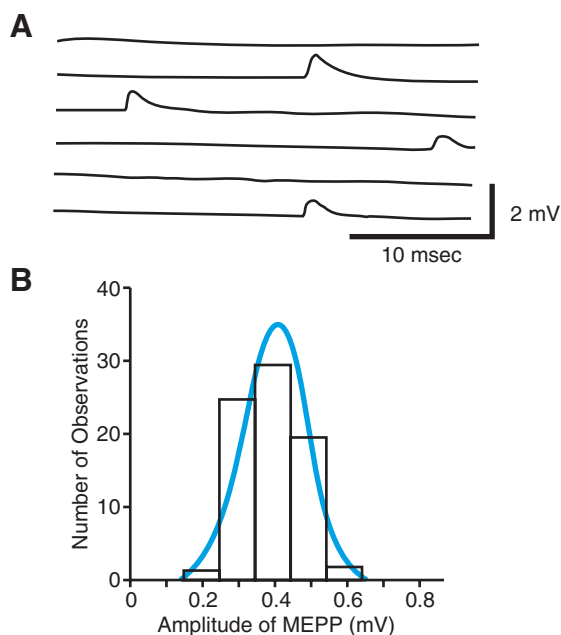 A
2 mV
10 msec
B
Number of Observations
40
30
20
10
0
0 0.2 0.4 0.6 0.8
Amplitude of MEPP (mV)